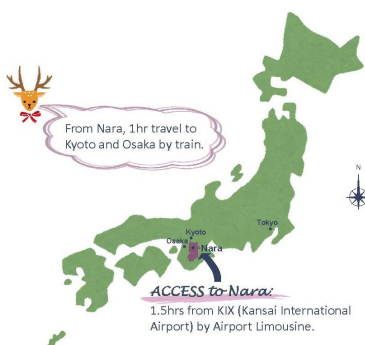 From Nara, 1hr travel to
Kyoto and Osaka by train.
N
Tokyo
Kyoto
Osaka
Nara
ACCESS to Nara:
1.5hrs from KIX (Kansai International
Airport) by Airport Limousine.